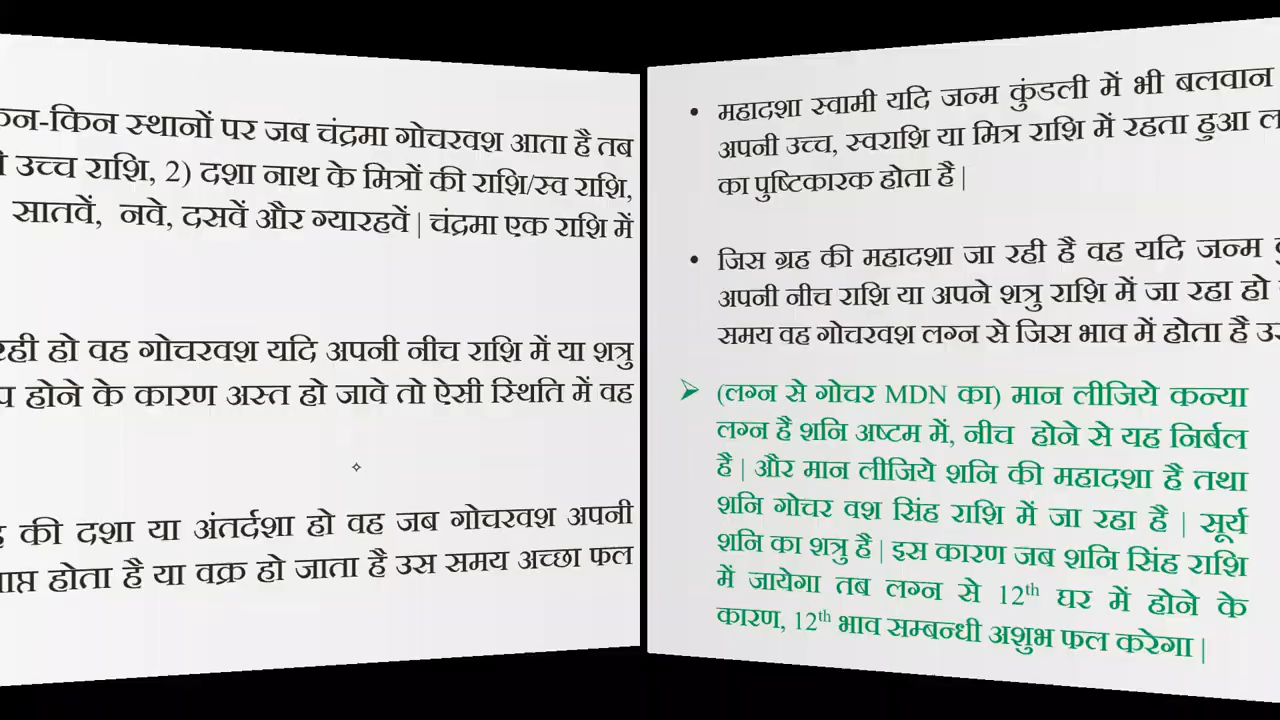 स्थानों पर जब चंद्रमा गोचरवश आता है तब
उच्च राशि, 2) दशा नाथ के मित्रों की राशि/स्व राशि,
सातवें, नवे, दसवें और ग्यारहवें | चंद्रमा एक राशि में
हो वह गोचरवश यदि अपनी नीच राशि में या शत्रु
होने के कारण अस्त हो जावे तो ऐसी स्थिति में वह
की दशा या अंतर्दशा हो वह जब गोचरवश अपनी
होता है या वक्र हो जाता है उस समय अच्छा फल
• महादशा स्वामी यदि जन्म कुंडली में भी बलवान
अपनी उच्च, स्वराशि या मित्र राशि में रहता हुआ
का पुष्टिकारक होता है |
• जिस ग्रह की महादशा जा रही है वह यदि जन्म
अपनी नीच राशि या अपने शत्रु राशि में जा रहा हो
समय वह गोचरवश लग्न से जिस भाव में होता है
➢ (लग्न से गोचर MDN का) मान लीजिये कन्या
लग्न है शनि अष्टम में, नीच होने से यह निर्बल
है | और मान लीजिये शनि की महादशा है तथा
शनि गोचर वश सिंह राशि में जा रहा है | सूर्य
शनि का शत्रु है | इस कारण जब शनि सिंह राशि
में जायेगा तब लग्न से 12th घर में होने के
कारण, 12th भाव सम्बन्धी अशुभ फल करेगा |